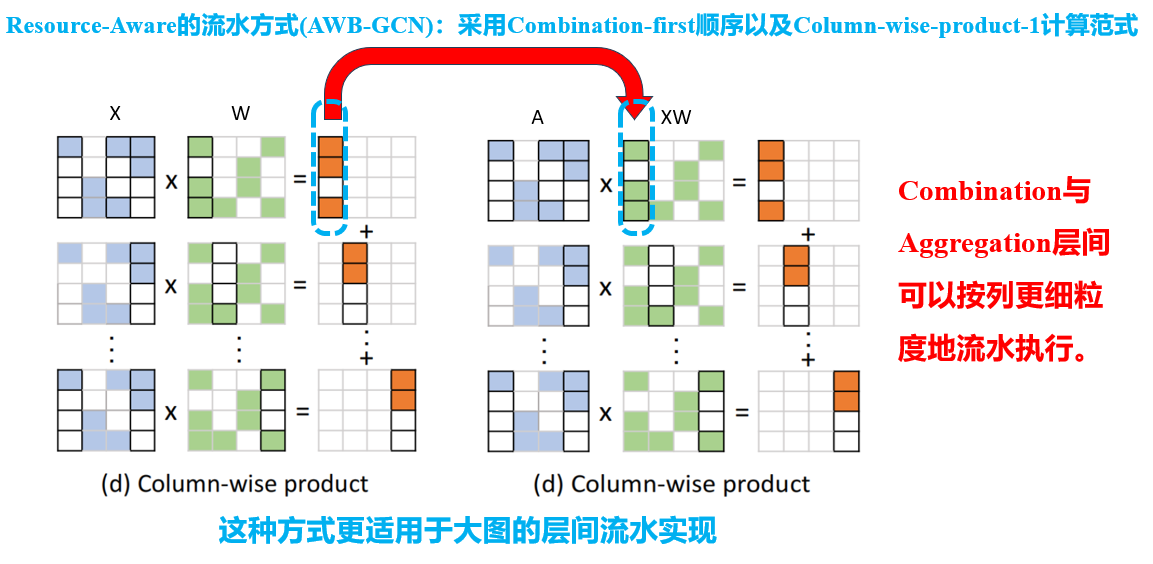 Resource-Aware的流水方式(AWB-GCN)：采用Combination-first顺序以及Column-wise-product-1计算范式
X W A XW
x = x =
+ +
x = x =
⋮ ⋮ ⋮ ⋮ ⋮ ⋮
+ +
x = x =
Combination与
Aggregation层间
可以按列更细粒
度地流水执行。
(d) Column-wise product (d) Column-wise product
这种方式更适用于大图的层间流水实现